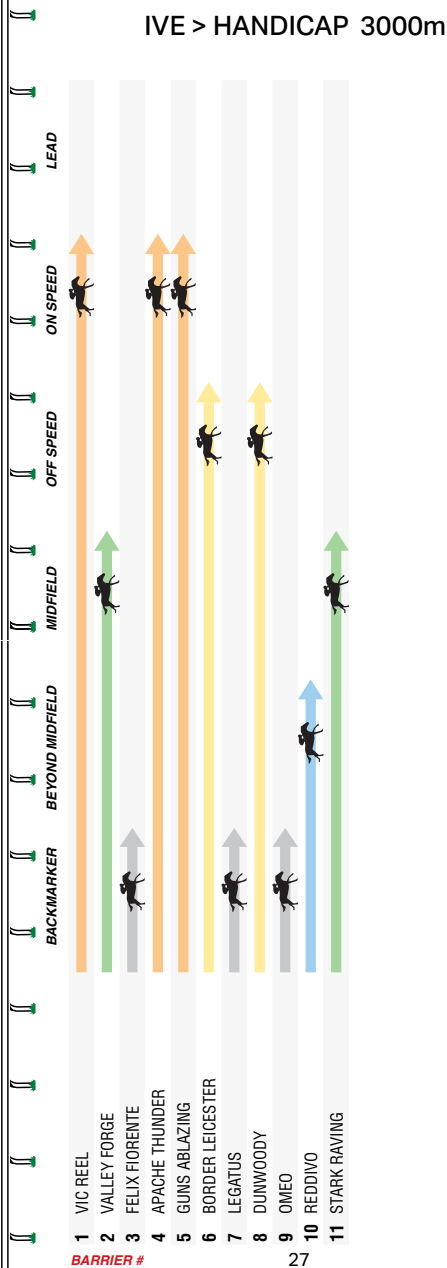 IVE > HANDICAP 3000m
LEAD
ON SPEED
OFF SPEED
MIDFIELD
BEYOND MIDFIELD
BACKMARKER
1 VIC REEL
2 VALLEY FORGE
3 FELIX FIORENTE
4 APACHE THUNDER
5 GUNS ABLAZING
6 BORDER LEICESTER
7 LEGATUS
8 DUNWOODY
9 OMEO
10 REDDIVO
11 STARK RAVING
BARRIER #
27